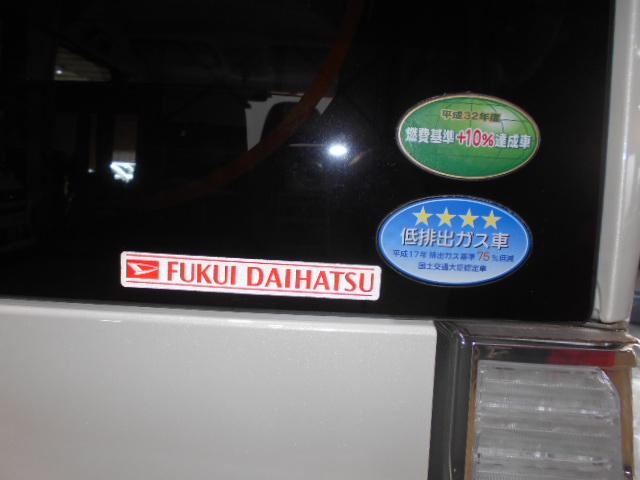 平成32年度
燃費基準+10%達成車
低排出ガス車
平成17年排出ガス基準75%低減
国土交通大臣認定車
FUKUI DAIHATSU